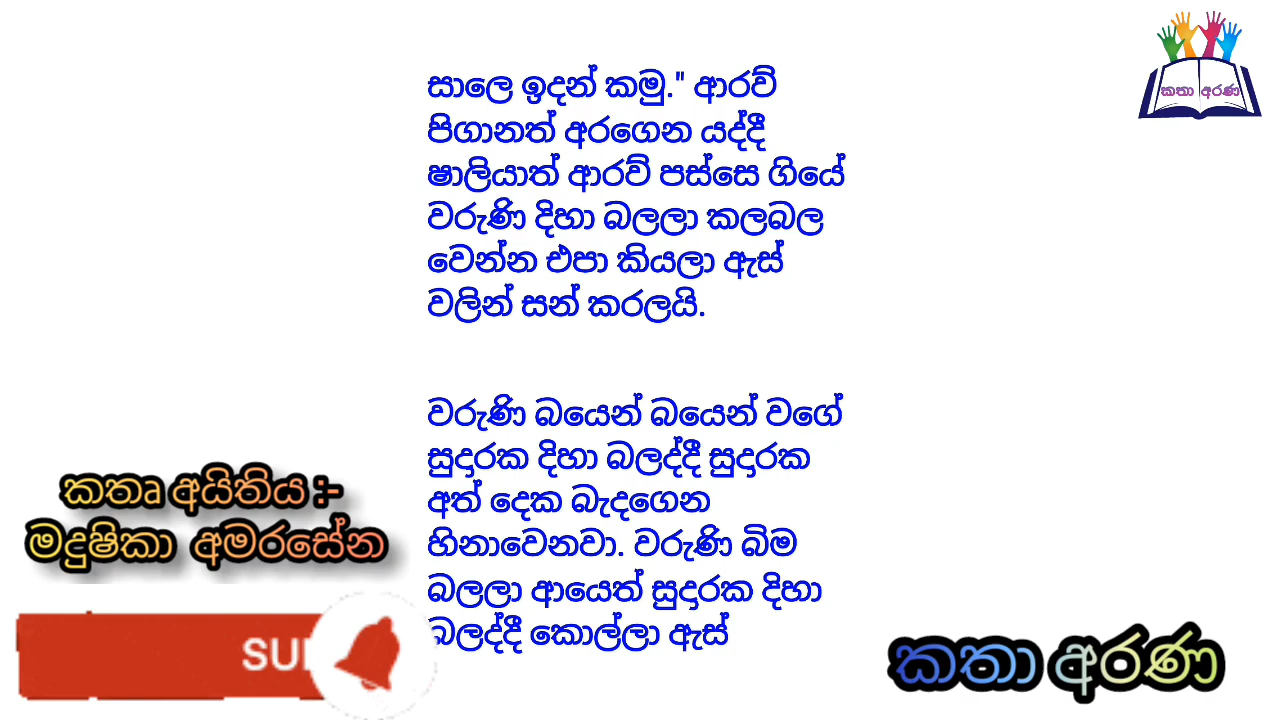 සාලෙ ඉදන් කමු." ආරව්
පිගානත් අරගෙන යද්දී
ෂාලියාත් ආරව් පස්සෙ ගියේ
වරුණි දිහා බලලා කලබල
වෙන්න එපා කියලා ඇස්
වලින් සන් කරලයි.
වරුණි බයෙන් බයෙන් වගේ
සුදාරක දිහා බලද්දී සුදාරක
අත් දෙක බැදගෙන
හිනාවෙනවා. වරුණි බිම
බලලා ආයෙත් සුදාරක දිහා
බලද්දී කොල්ලා ඇස්
කතෘ අයිතිය :-
මදුෂිකා අමරසේන
SU
කතා අරණ
කතා අරණ